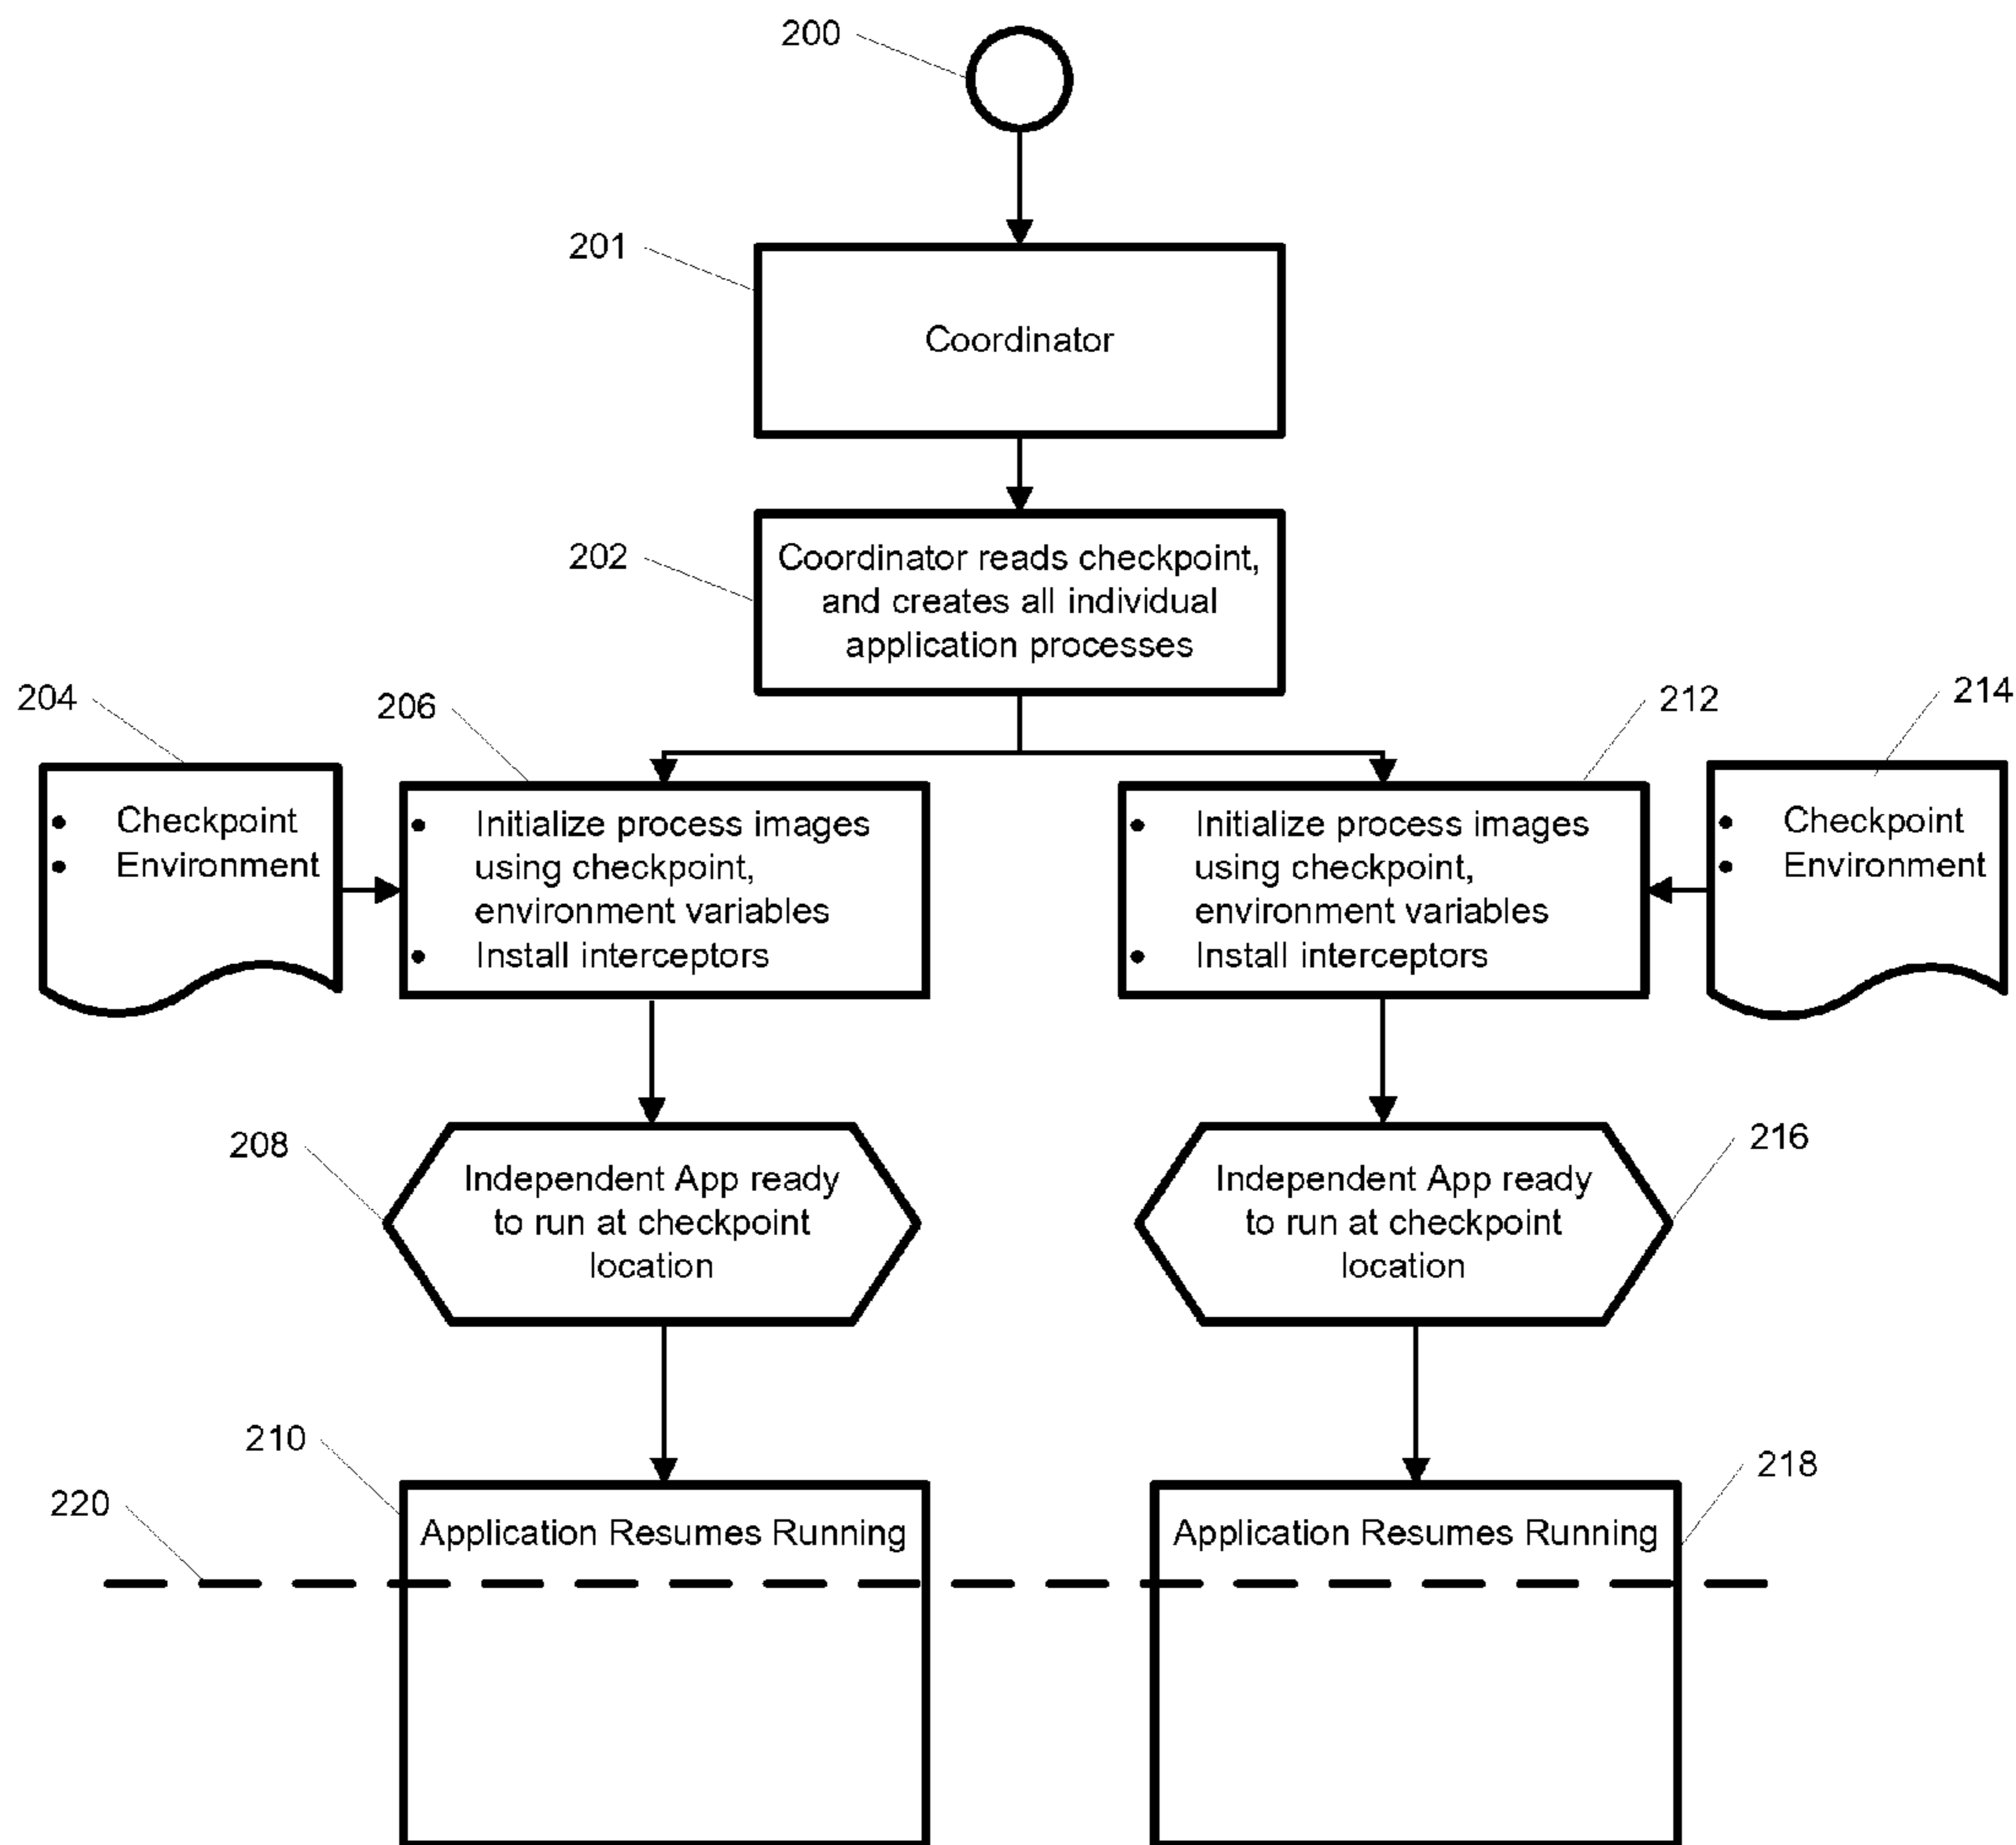 200
201
Coordinator
202
Coordinator reads checkpoint,
and creates all individual
application processes
204
206
212
214
• Checkpoint
• Environment
• Initialize process images
using checkpoint,
environment variables
• Install interceptors
• Initialize process images
using checkpoint,
environment variables
• Install interceptors
• Checkpoint
• Environment
208
Independent App ready
to run at checkpoint
location
Independent App ready
to run at checkpoint
location
216
210
Application Resumes Running
Application Resumes Running
218
220